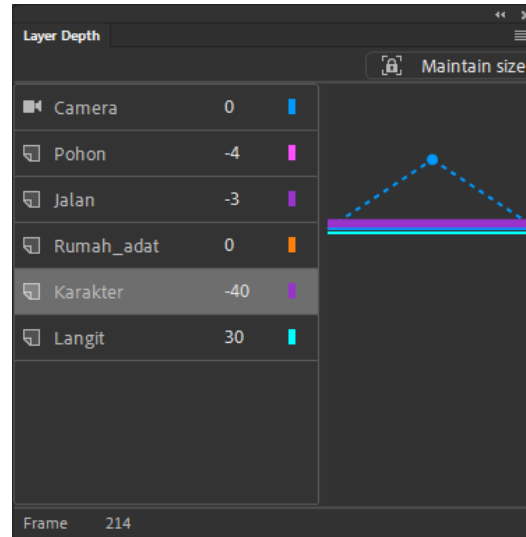 Layer Depth
Maintain size
Camera 0
Pohon -4
Jalan -3
Rumah_adat 0
Karakter -40
Langit 30
Frame 214